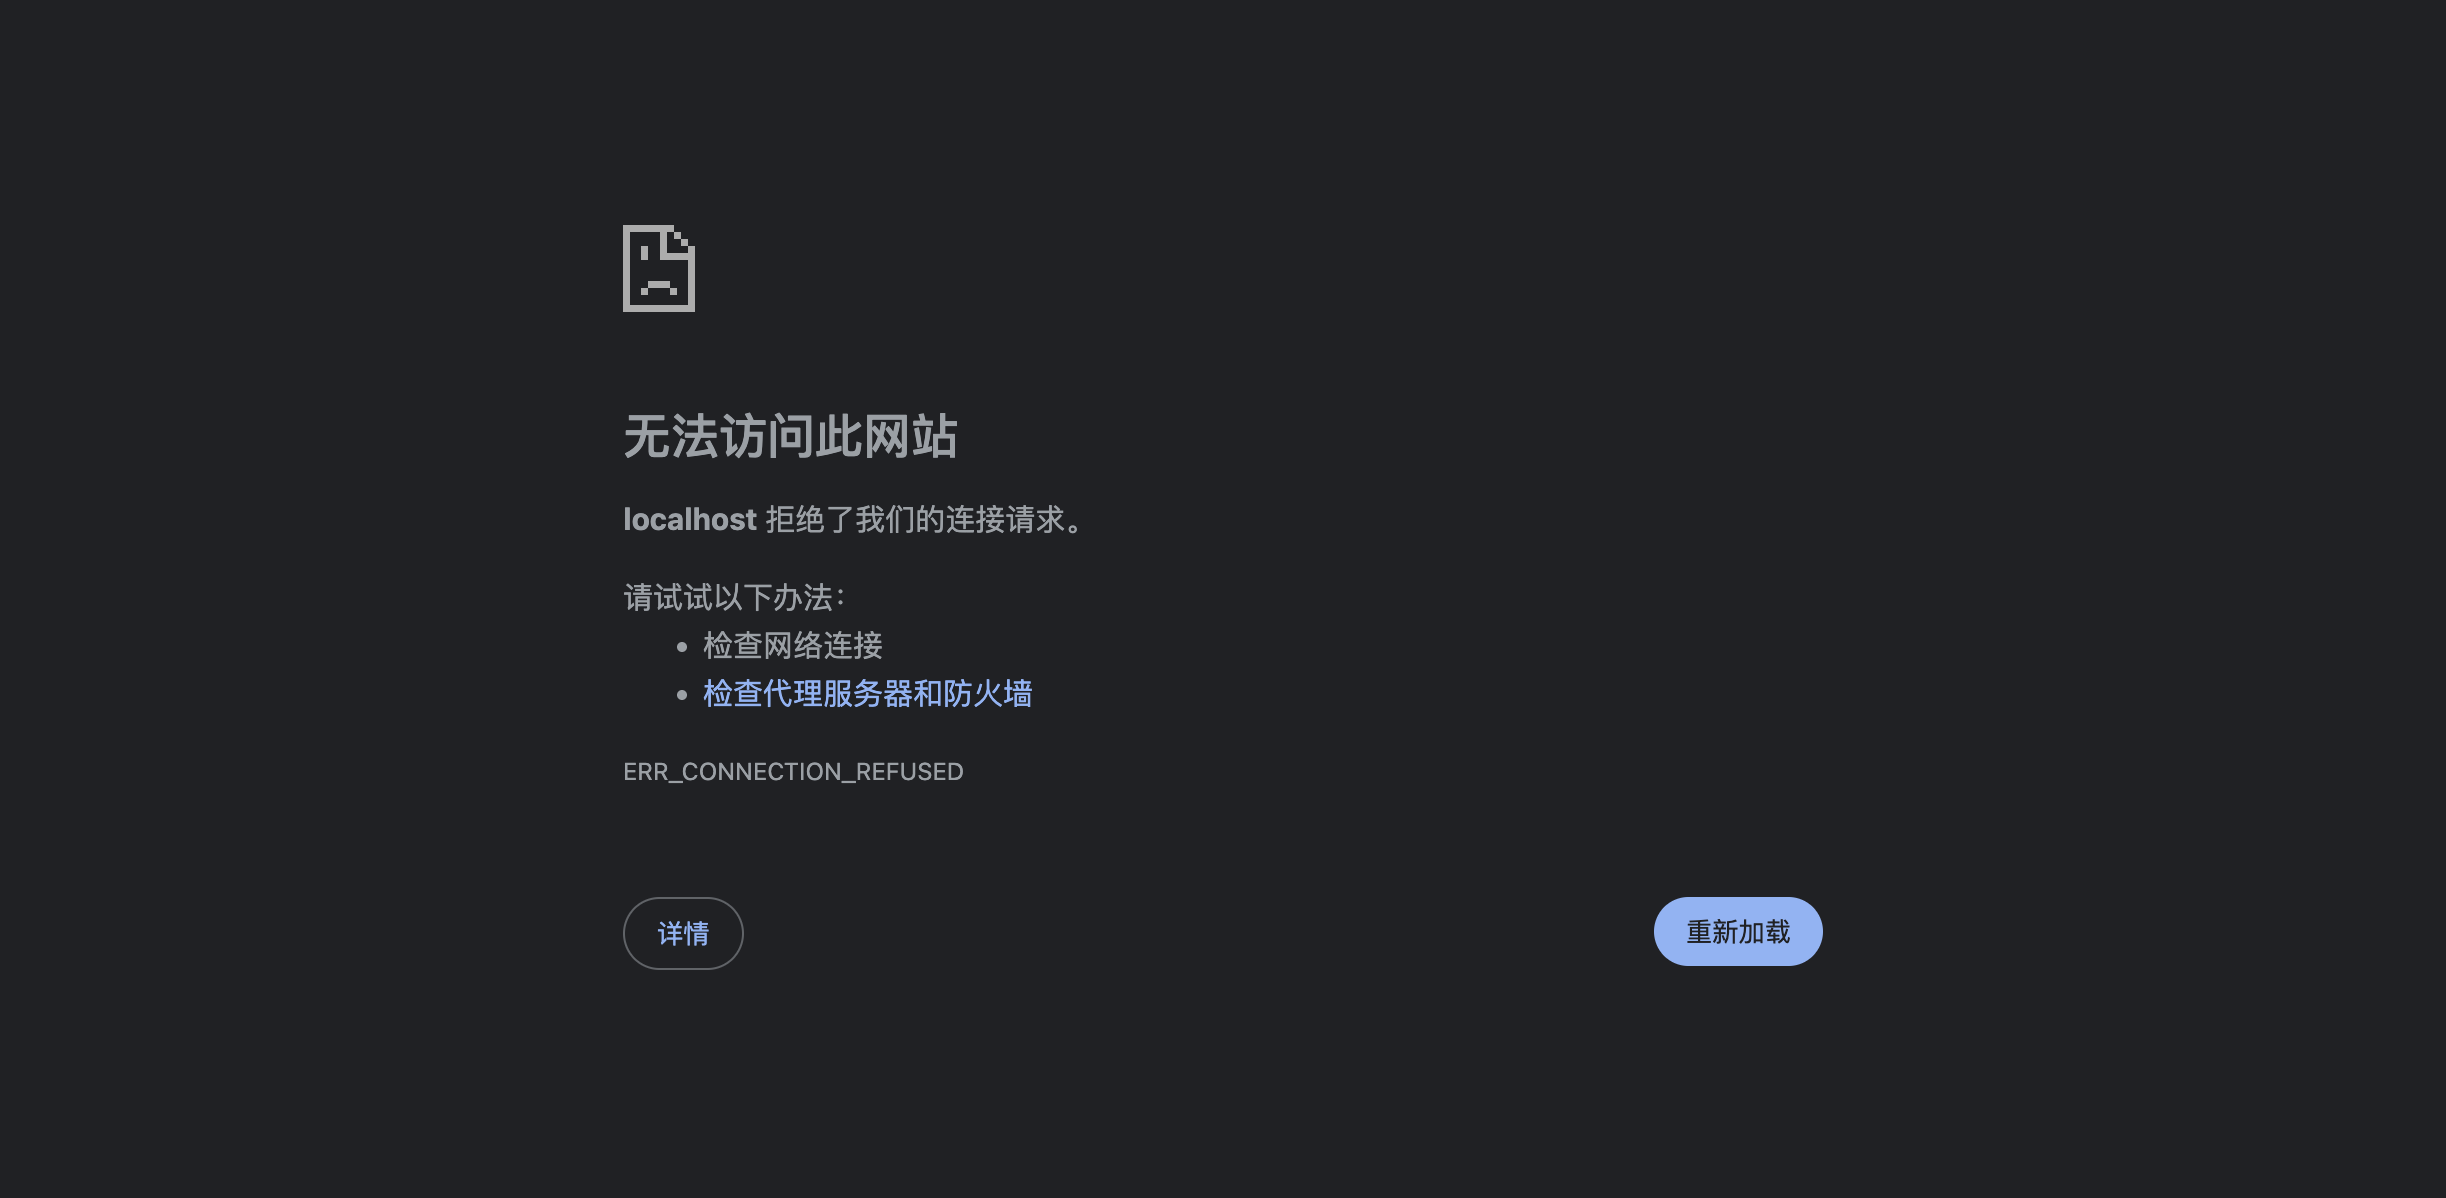 无法访问此网站
localhost 拒绝了我们的连接请求。
请试试以下办法：
检查网络连接
检查代理服务器和防火墙
ERR_CONNECTION_REFUSED
详情
重新加载